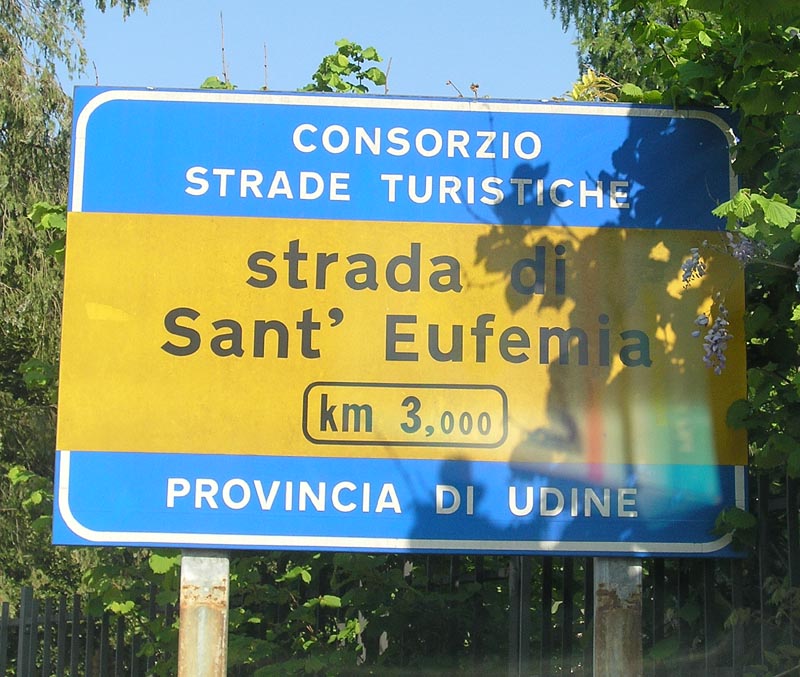 CONSORZIO
STRADE TURISTICHE
strada di
Sant' Eufemia
km 3,000
PROVINCIA DI UDINE